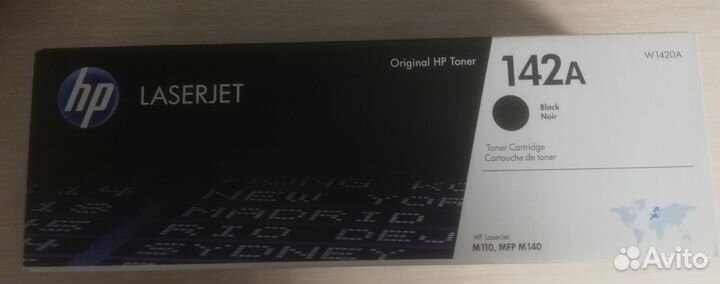 hp
LASERJET
Original HP Toner
142A
W1420A
Black
Noir
Toner Cartridge
Cartouche de toner
HP LaserJet
M110, MFP M140
Avito